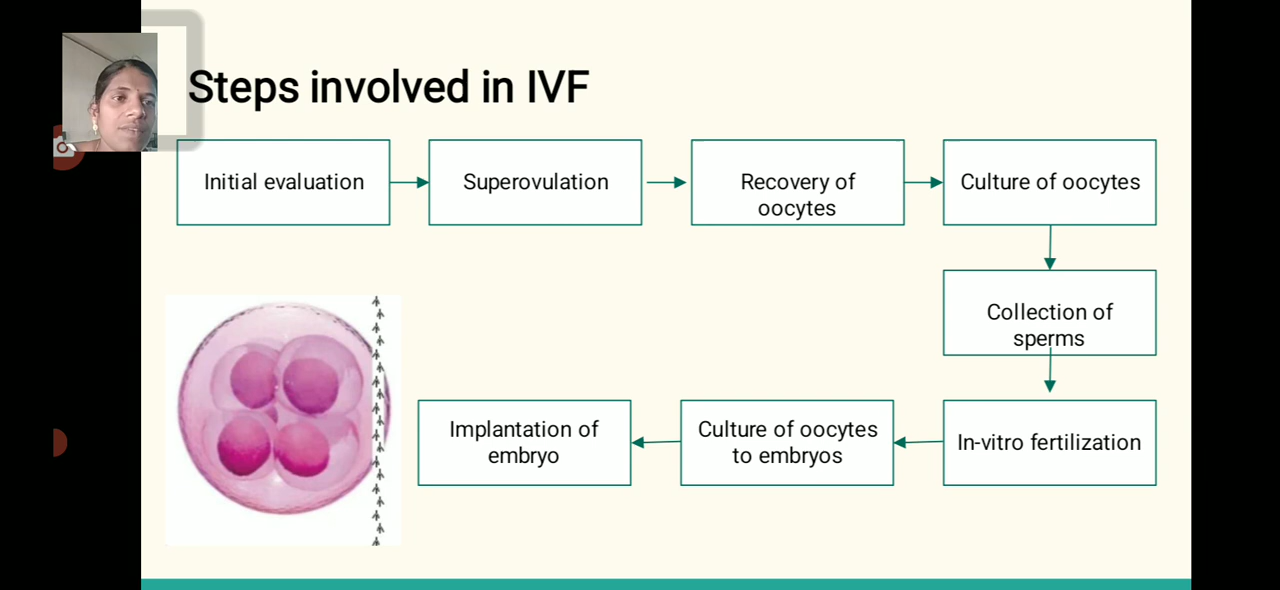 Steps involved in IVF
Initial evaluation
Superovulation
Recovery of
oocytes
Culture of oocytes
Collection of
sperms
In-vitro fertilization
Culture of oocytes
to embryos
Implantation of
embryo